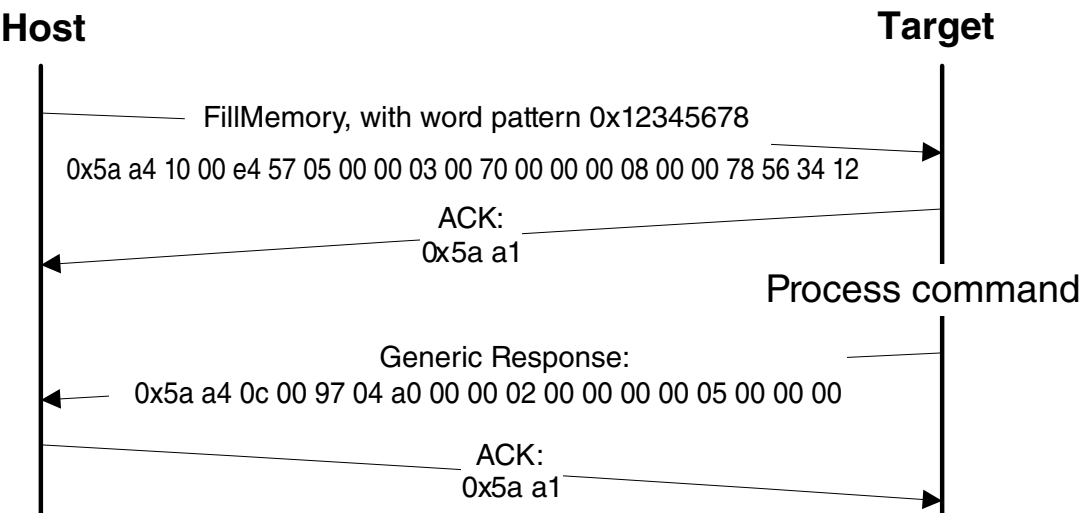 Host
Target
FillMemory, with word pattern 0x12345678
0x5a a4 10 00 e4 57 05 00 00 03 00 70 00 00 00 08 00 00 78 56 34 12
ACK:
0x5a a1
Process command
Generic Response:
0x5a a4 0c 00 97 04 a0 00 00 02 00 00 00 00 05 00 00 00
ACK:
0x5a a1